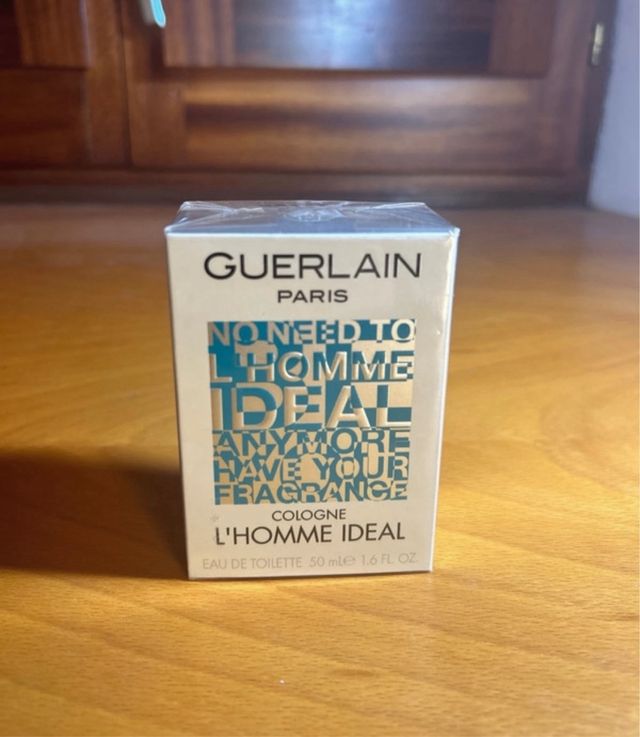 GUERLAIN
PARIS
NO NEED TO
L'HOMME
IDEAL
ANYMORE
HAVE YOUR
FRAGRANCE
COLOGNE
L'HOMME IDEAL
EAU DE TOILETTE 50 mL℮ 1.6 FL. OZ.